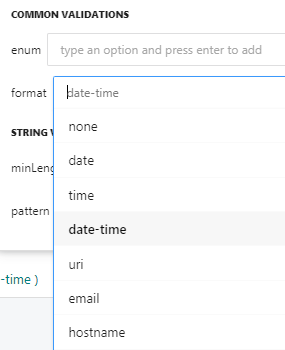 COMMON VALIDATIONS
enum type an option and press enter to add
format date-time
none
STRING
date
minLeng
time
pattern
date-time
-time )
uri
email
hostname